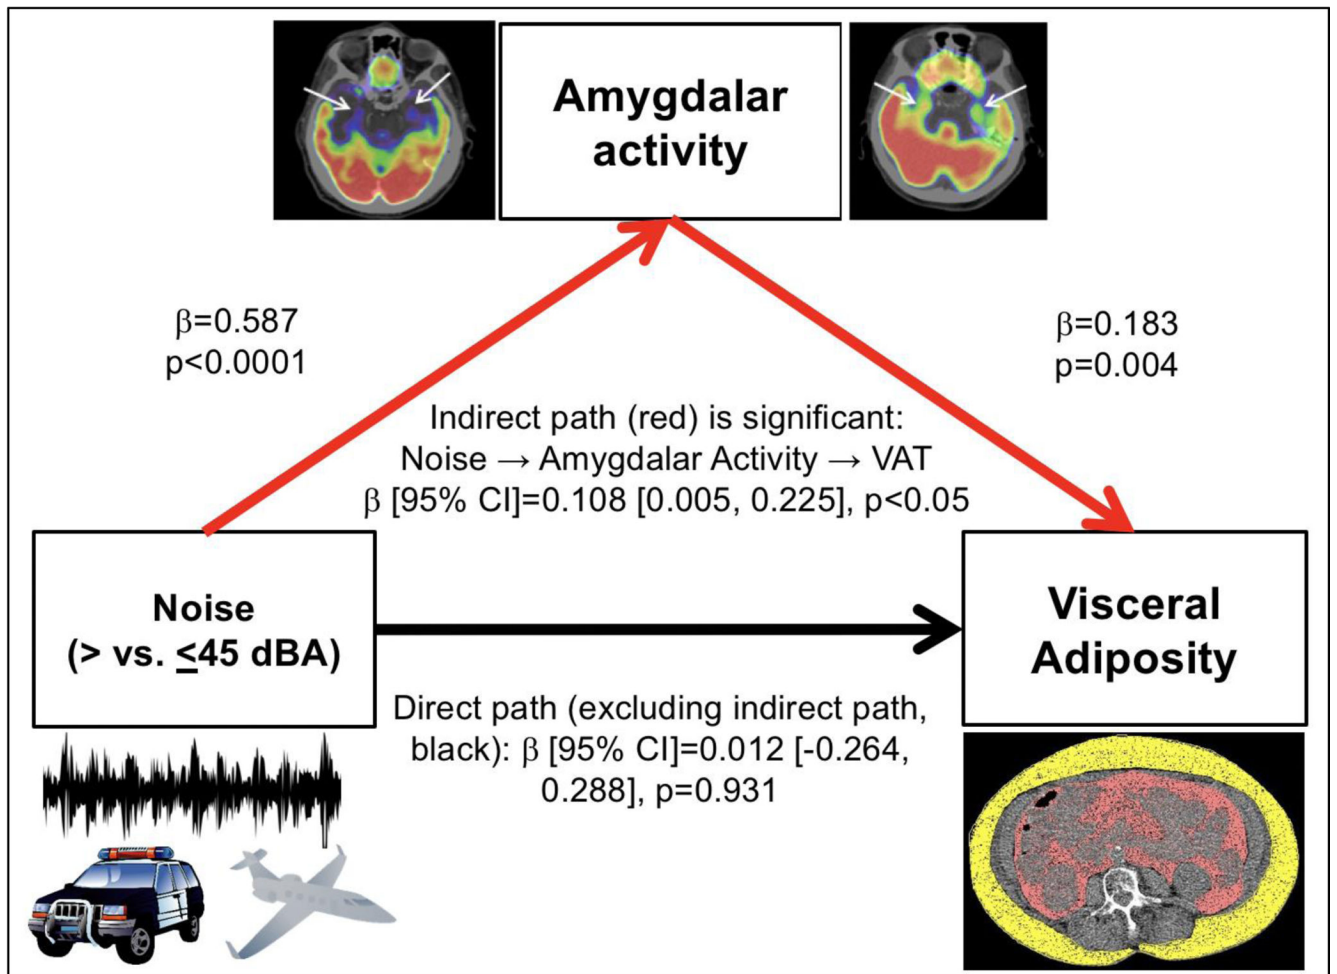 Amygdalar
activity
β=0.587
p<0.0001
β=0.183
p=0.004
Indirect path (red) is significant:
Noise → Amygdalar Activity → VAT
β [95% CI]=0.108 [0.005, 0.225], p<0.05
Noise
(> vs. ≤45 dBA)
Visceral
Adiposity
Direct path (excluding indirect path,
black): β [95% CI]=0.012 [-0.264,
0.288], p=0.931